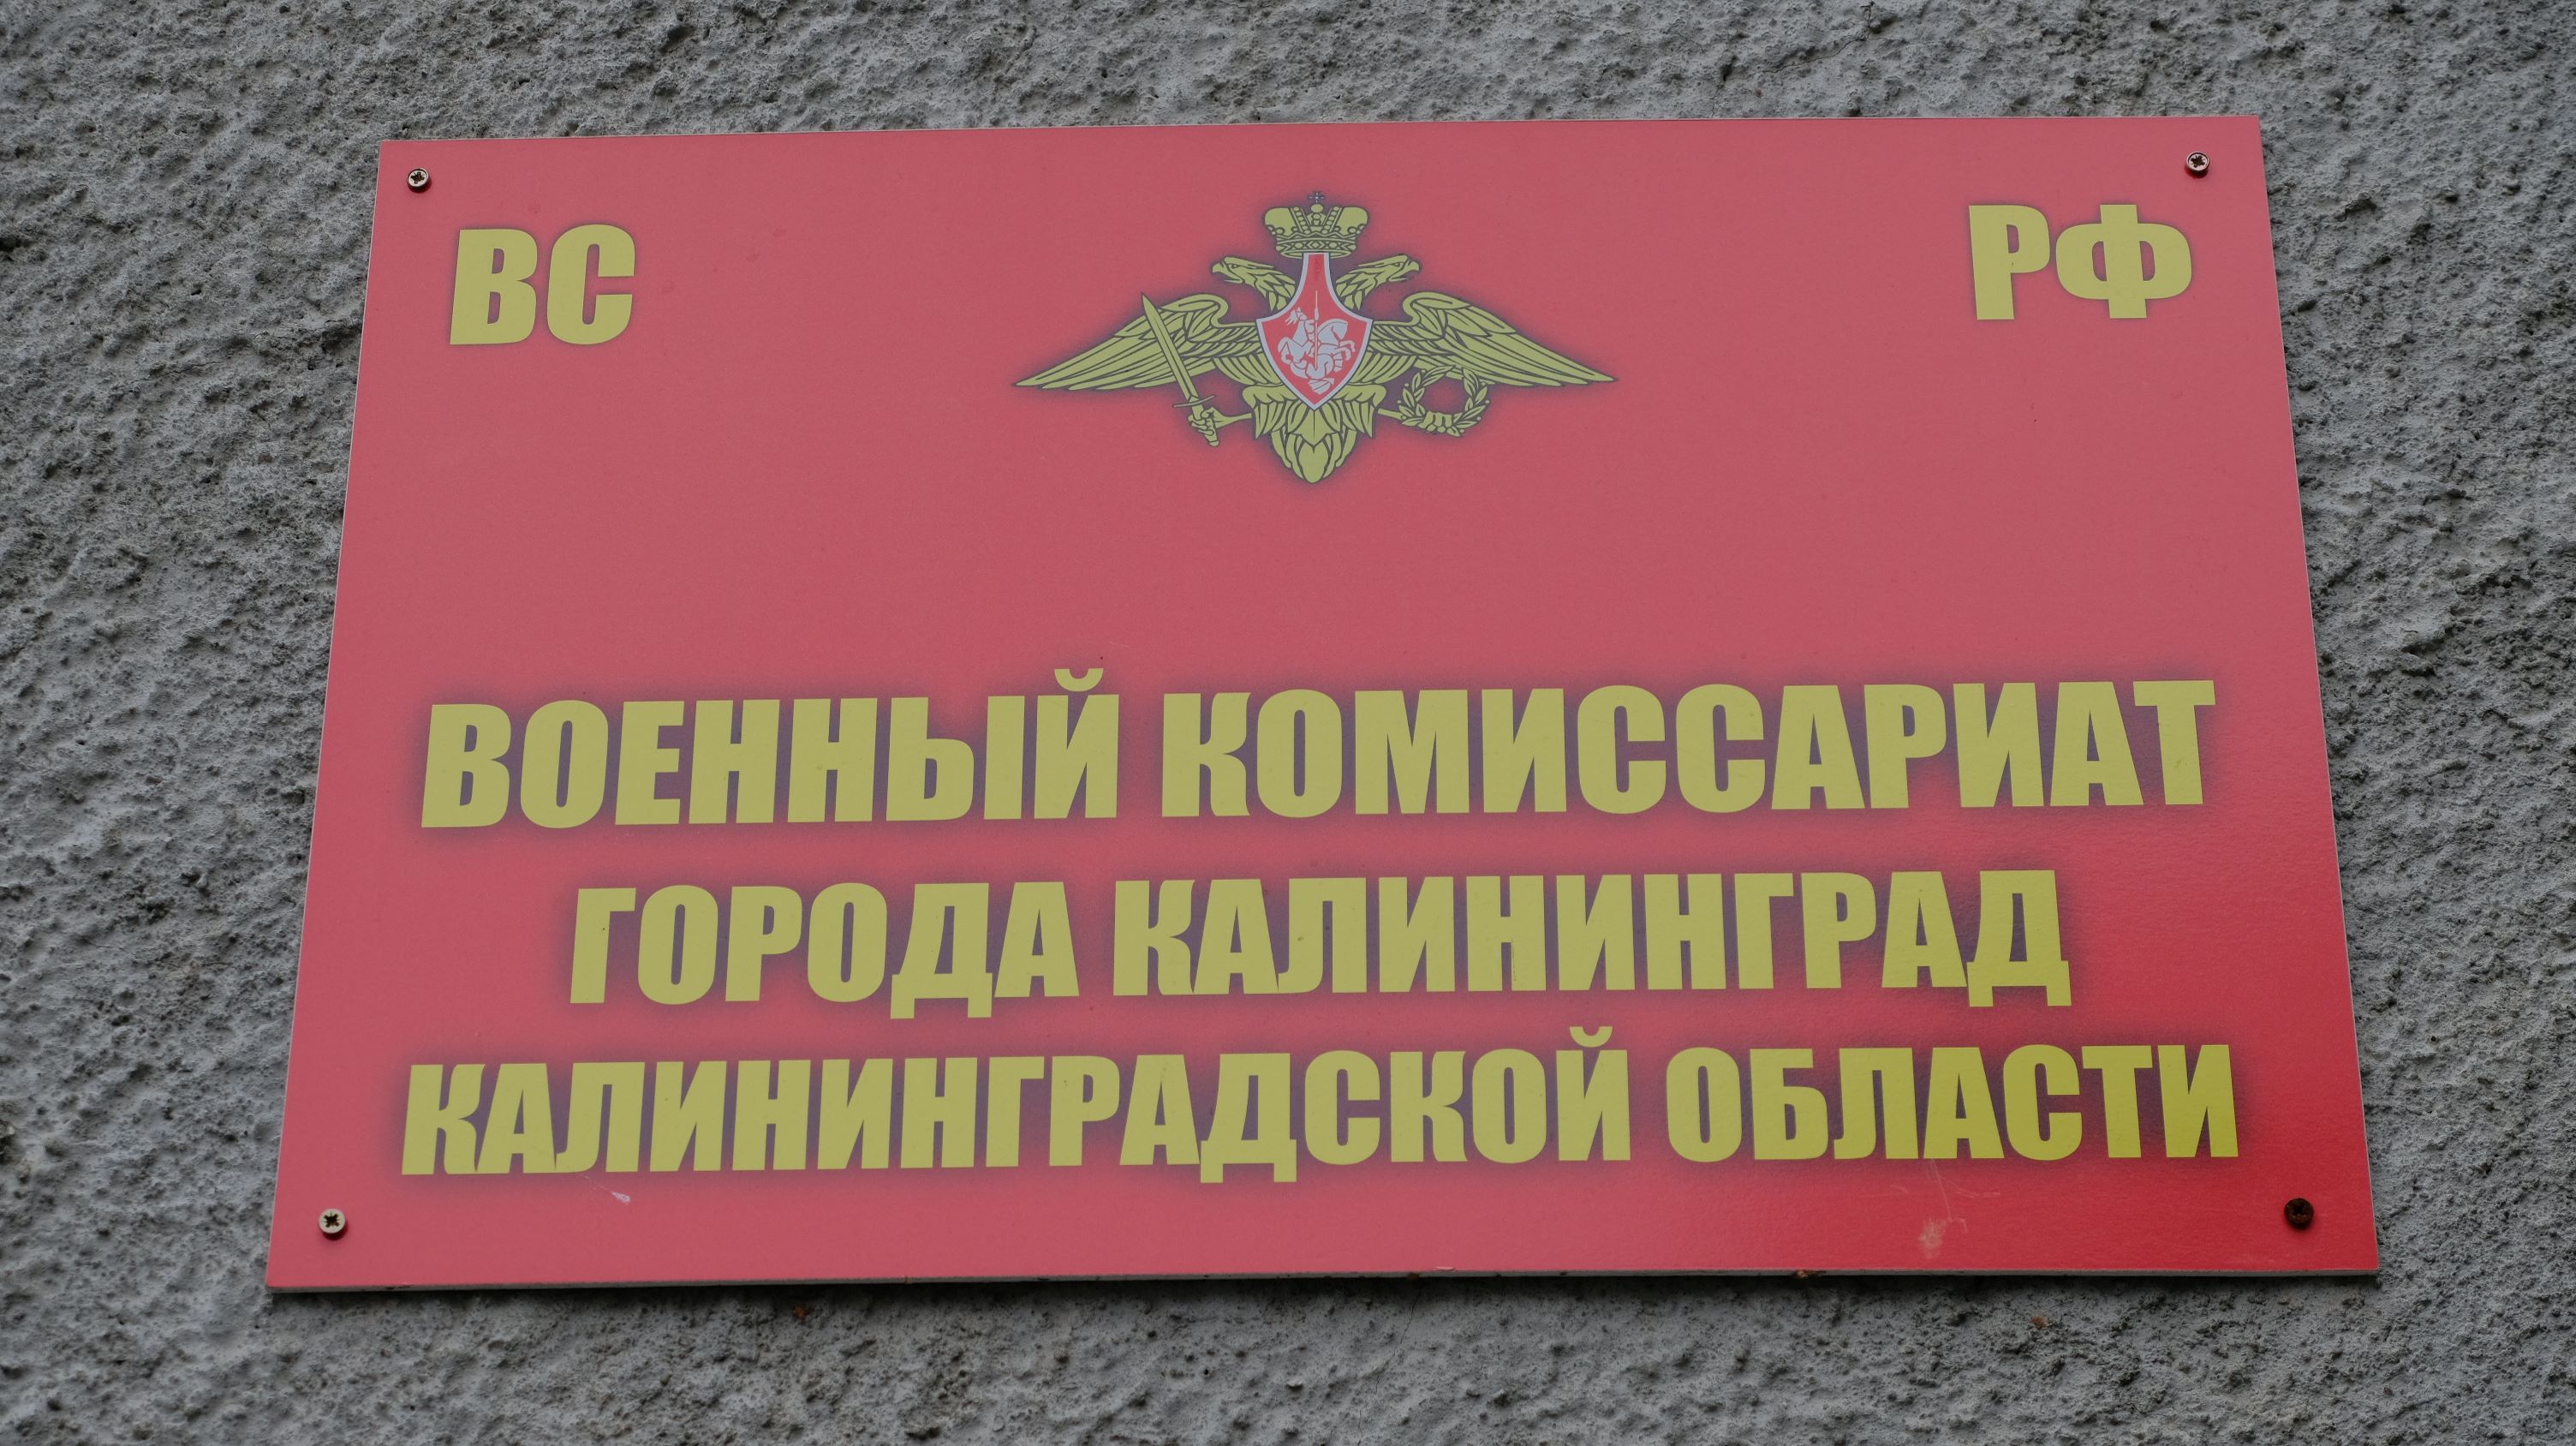 ВС РФ
ВОЕННЫЙ КОМИССАРИАТ
ГОРОДА КАЛИНИНГРАД
КАЛИНИНГРАДСКОЙ ОБЛАСТИ